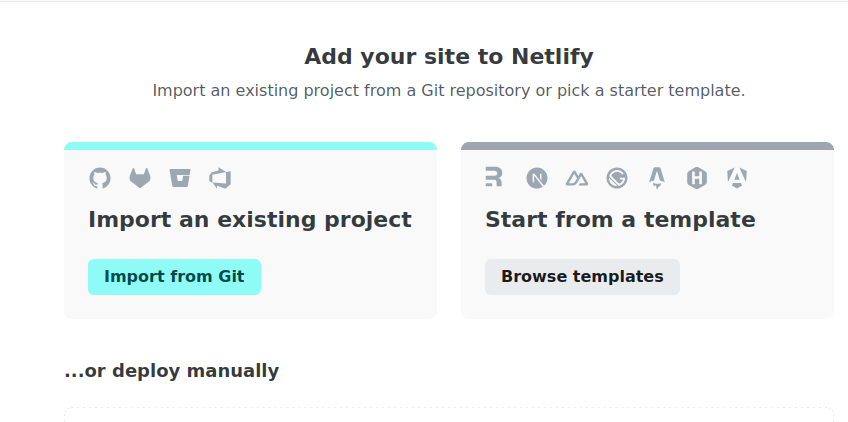 Add your site to Netlify
Import an existing project from a Git repository or pick a starter template.
Import an existing project
Import from Git
Start from a template
Browse templates
...or deploy manually